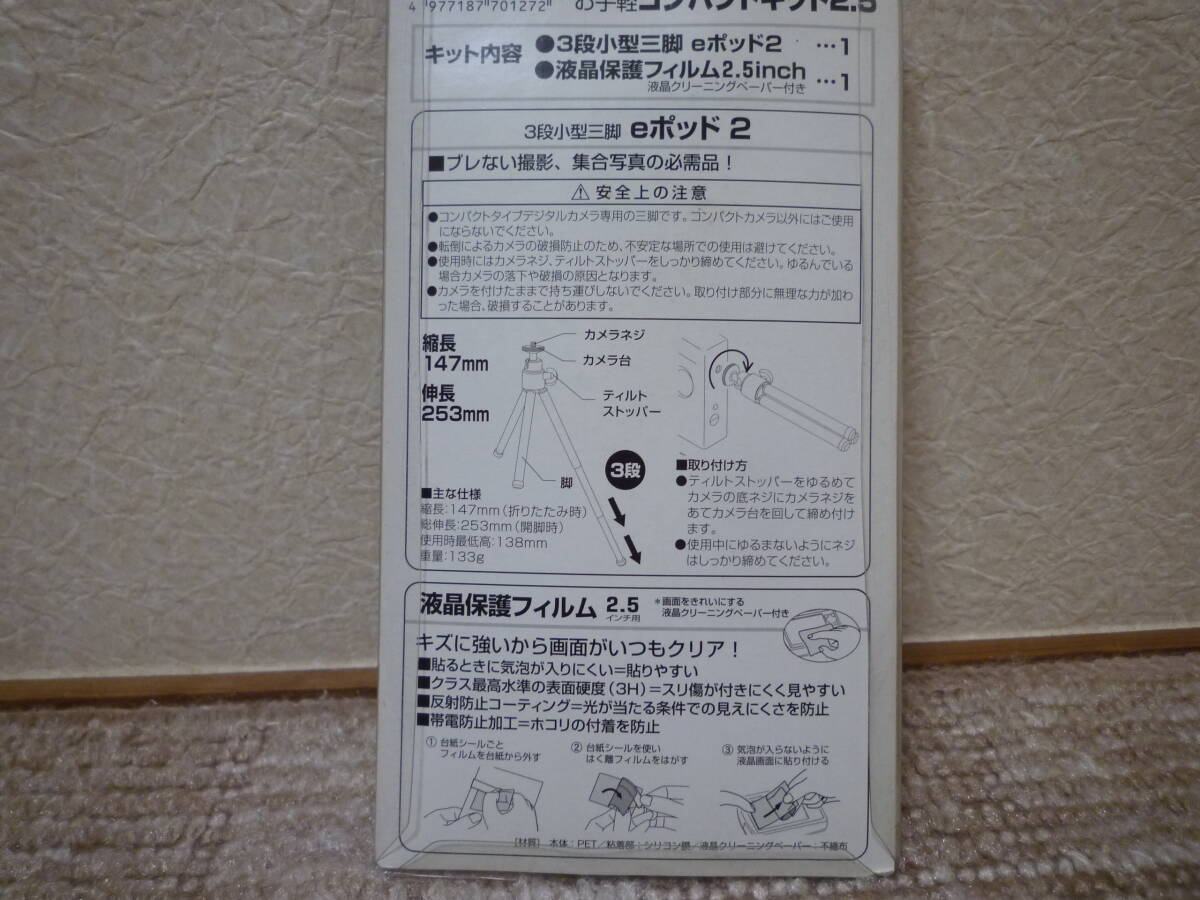 4 977187 701272
お手軽コンパクトキット2.5
キット内容
●3段小型三脚 eポッド2 …1
●液晶保護フィルム2.5inch …1
液晶クリーニングペーパー付き
3段小型三脚 eポッド 2
■ブレない撮影、集合写真の必需品！
⚠安全上の注意
●コンパクトタイプデジタルカメラ専用の三脚です。コンパクトカメラ以外にはご使用
にならないでください。
●転倒によるカメラの破損防止のため、不安定な場所での使用は避けてください。
●使用時にはカメラネジ、ティルトストッパーをしっかり締めてください。ゆるんでいる
場合カメラの落下や破損の原因となります。
●カメラを付けたままで持ち運びしないでください。取り付け部分に無理な力が加わ
った場合、破損することがあります。
縮長
147mm
伸長
253mm
カメラネジ
カメラ台
ティルト
ストッパー
脚
3段
■主な仕様
縮長:147mm(折りたたみ時)
総伸長:253mm(開脚時)
使用時最低高:138mm
重量:133g
■取り付け方
●ティルトストッパーをゆるめて
カメラの底ネジにカメラネジを
あてカメラ台を回して締め付け
ます。
●使用中にゆるまないようにネジ
はしっかり締めてください。
液晶保護フィルム 2.5
インチ用
*画面をきれいにする
液晶クリーニングペーパー付き
キズに強いから画面がいつもクリア！
■貼るときに気泡が入りにくい=貼りやすい
■クラス最高水準の表面硬度(3H)=スリ傷が付きにくく見やすい
■反射防止コーティング=光が当たる条件での見えにくさを防止
■帯電防止加工=ホコリの付着を防止
① 台紙シールごと
フィルムを台紙から外す
② 台紙シールを使い
はく離フィルムをはがす
③ 気泡が入らないように
液晶画面に貼り付ける
[材質] 本体:PET/粘着部:シリコン膜/液晶クリーニングペーパー:不織布